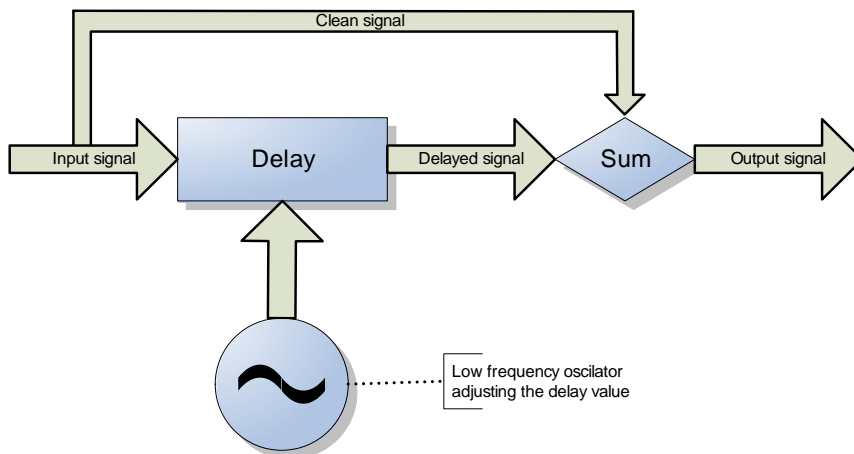 Clean signal
Input signal
Delay
Delayed signal
Sum
Output signal
Low frequency oscilator
adjusting the delay value